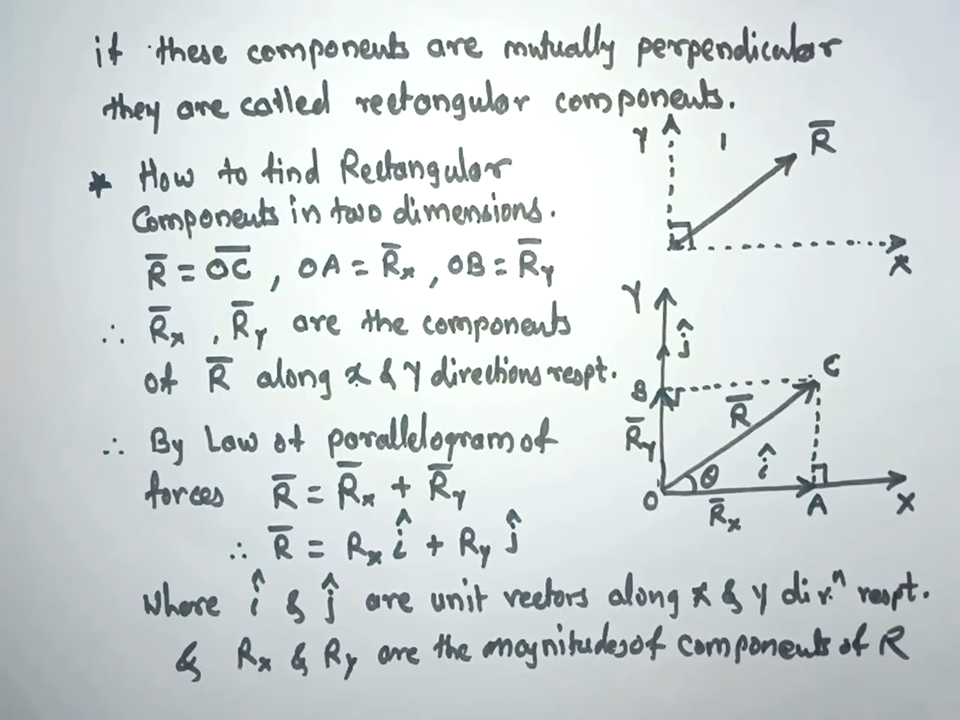 if these components are mutually perpendicular
they are called rectangular components.
* How to find Rectangular
Components in two dimensions.
R̅ = O̅C̅, OA = R̅x, OB = R̅y
∴ R̅x, R̅y are the components
of R̅ along x & y directions respt.
∴ By Law of parallelogram of
forces R̅ = R̅x + R̅y
∴ R̅ = Rx î + Ry ĵ
Where î & ĵ are unit vectors along x & y dirⁿ respt.
& Rx & Ry are the magnitudes of components of R
Y
R̅
X
Y
ĵ
B
C
R̅
R̅y
î
θ
O
R̅x
A
X